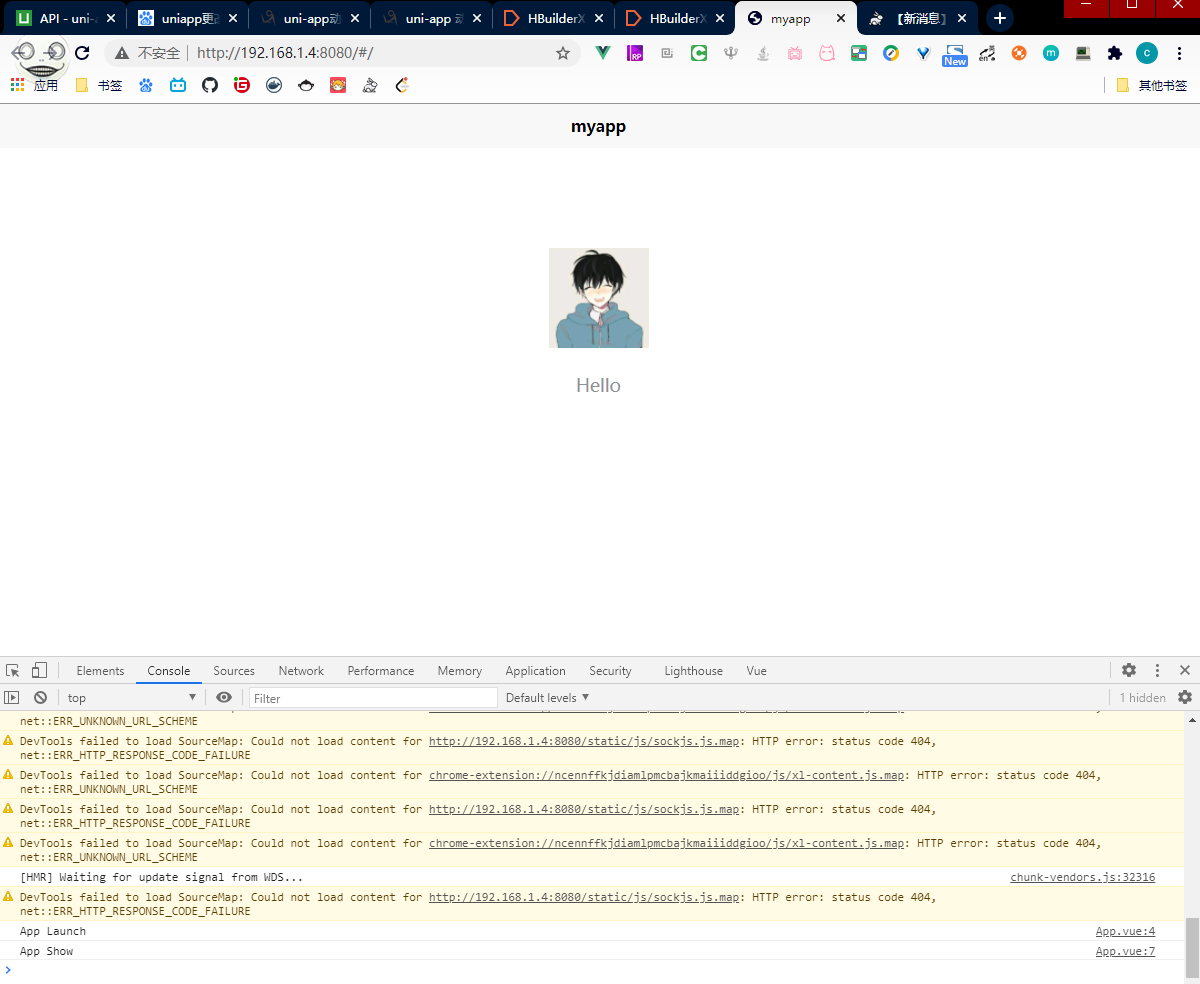 API - uni-a
uniapp更
uni-app动
uni-app 动
HBuilderX
HBuilderX
myapp
【新消息】
不安全
http://192.168.1.4:8080/#/
RP
New
en
m
c
应用
书签
其他书签
myapp
Hello
Elements
Console
Sources
Network
Performance
Memory
Application
Security
Lighthouse
Vue
top
Filter
Default levels
1 hidden
net::ERR_UNKNOWN_URL_SCHEME
DevTools failed to load SourceMap: Could not load content for http://192.168.1.4:8080/static/js/sockjs.js.map: HTTP error: status code 404,
net::ERR_HTTP_RESPONSE_CODE_FAILURE
DevTools failed to load SourceMap: Could not load content for chrome-extension://ncennffkjdiamlpmcbajkmaiiiddgioo/js/xl-content.js.map: HTTP error: status code 404,
net::ERR_UNKNOWN_URL_SCHEME
DevTools failed to load SourceMap: Could not load content for http://192.168.1.4:8080/static/js/sockjs.js.map: HTTP error: status code 404,
net::ERR_HTTP_RESPONSE_CODE_FAILURE
DevTools failed to load SourceMap: Could not load content for chrome-extension://ncennffkjdiamlpmcbajkmaiiiddgioo/js/xl-content.js.map: HTTP error: status code 404,
net::ERR_UNKNOWN_URL_SCHEME
[HMR] Waiting for update signal from WDS... chunk-vendors.js:32316
DevTools failed to load SourceMap: Could not load content for http://192.168.1.4:8080/static/js/sockjs.js.map: HTTP error: status code 404,
net::ERR_HTTP_RESPONSE_CODE_FAILURE
App Launch App.vue:4
App Show App.vue:7